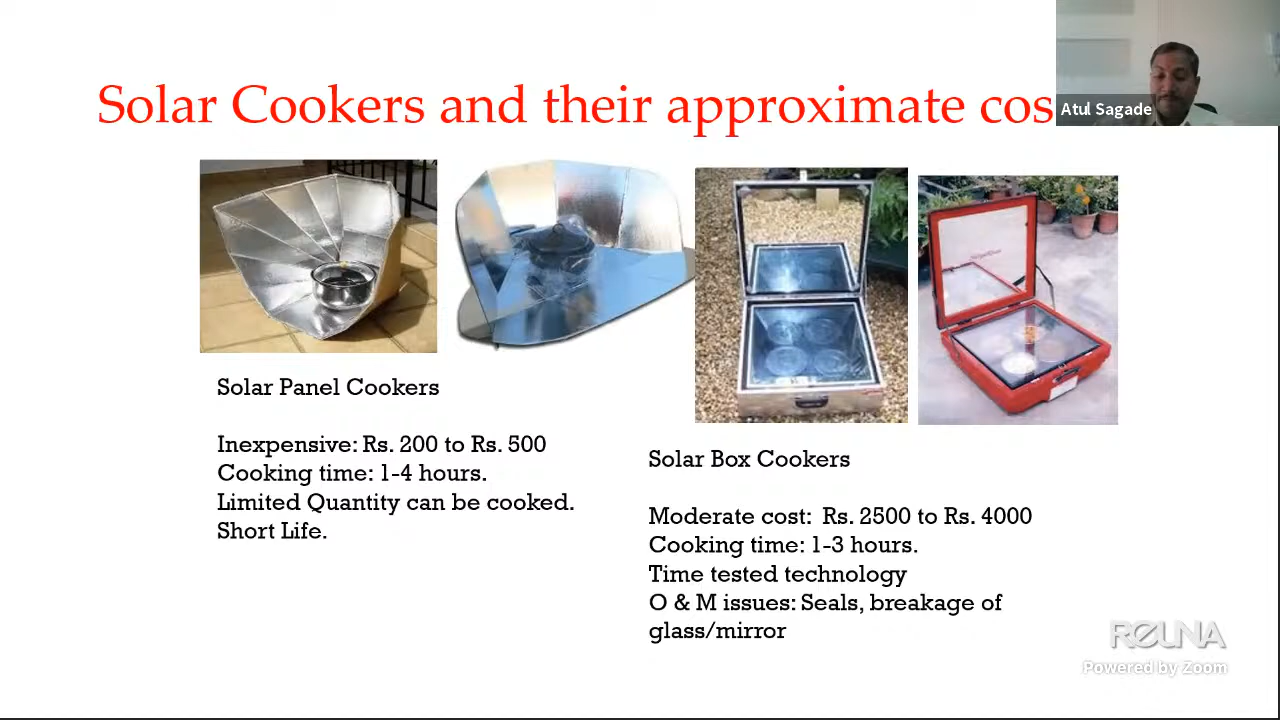 Solar Cookers and their approximate cos
Atul Sagade
Solar Panel Cookers
Inexpensive: Rs. 200 to Rs. 500
Cooking time: 1-4 hours.
Limited Quantity can be cooked.
Short Life.
Solar Box Cookers
Moderate cost: Rs. 2500 to Rs. 4000
Cooking time: 1-3 hours.
Time tested technology
O & M issues: Seals, breakage of
glass/mirror
REUNA
Powered by Zoom